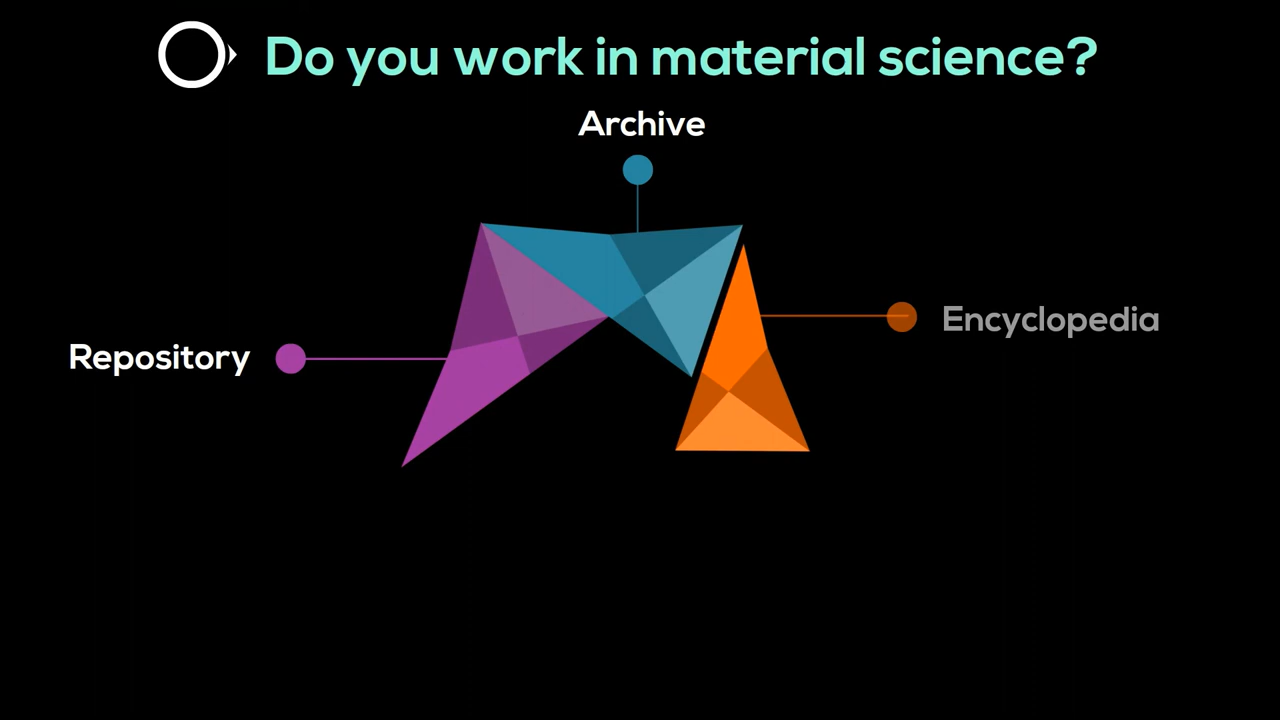 Do you work in material science?
Archive
Encyclopedia
Repository